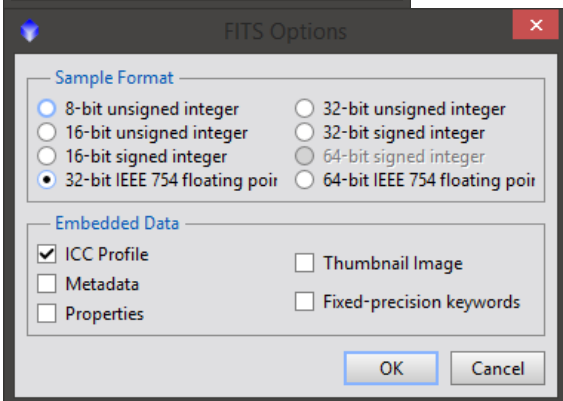 FITS Options
Sample Format
8-bit unsigned integer
32-bit unsigned integer
16-bit unsigned integer
32-bit signed integer
16-bit signed integer
64-bit signed integer
32-bit IEEE 754 floating poir
64-bit IEEE 754 floating poir
Embedded Data
ICC Profile
Thumbnail Image
Metadata
Fixed-precision keywords
Properties
OK
Cancel